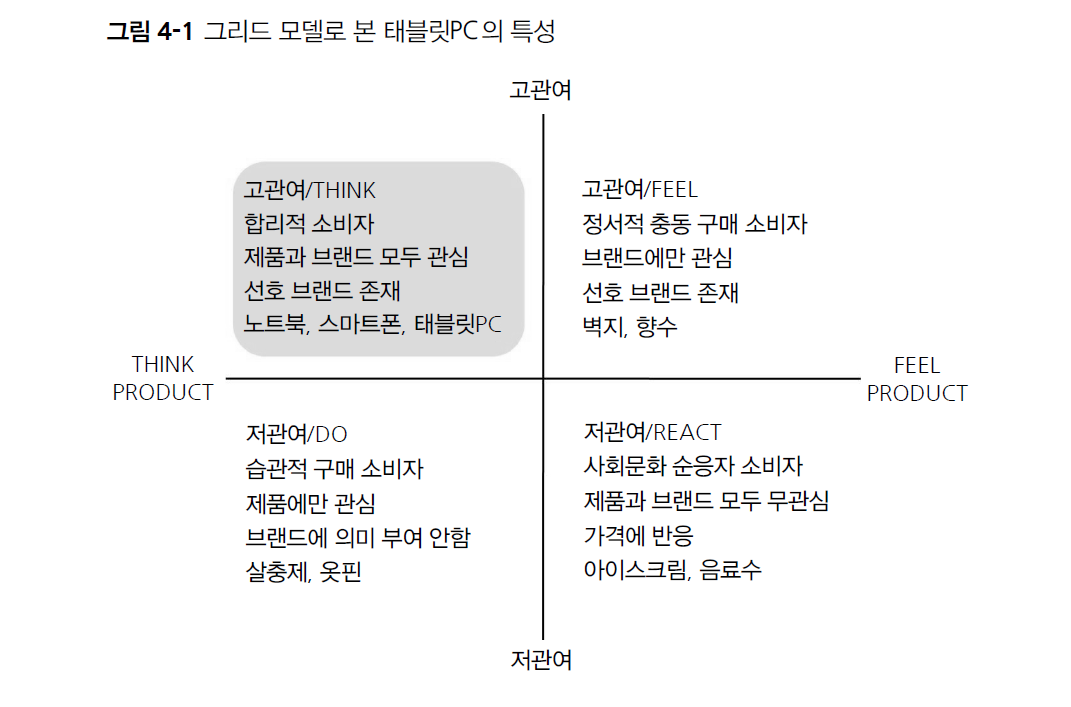 그림 4-1 그리드 모델로 본 태블릿PC의 특성
고관여
고관여/THINK
합리적 소비자
제품과 브랜드 모두 관심
선호 브랜드 존재
노트북, 스마트폰, 태블릿PC
고관여/FEEL
정서적 충동 구매 소비자
브랜드에만 관심
선호 브랜드 존재
벽지, 향수
THINK
PRODUCT
FEEL
PRODUCT
저관여/DO
습관적 구매 소비자
제품에만 관심
브랜드에 의미 부여 안함
살충제, 옷핀
저관여/REACT
사회문화 순응자 소비자
제품과 브랜드 모두 무관심
가격에 반응
아이스크림, 음료수
저관여